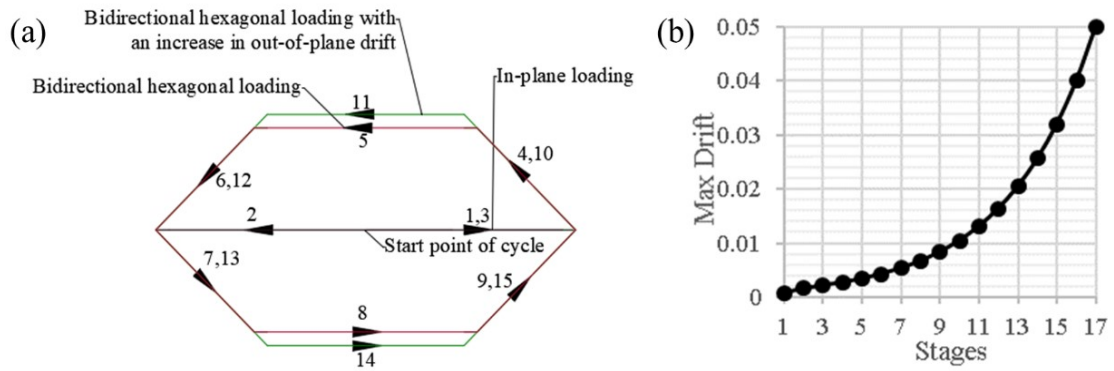 (a)
Bidirectional hexagonal loading with
an increase in out-of-plane drift
In-plane loading
Bidirectional hexagonal loading
11
5
4,10
6,12
2
1,3
Start point of cycle
7,13
9,15
8
14
(b)
0.05
0.04
0.03
0.02
0.01
0
Max Drift
1 3 5 7 9 11 13 15 17
Stages